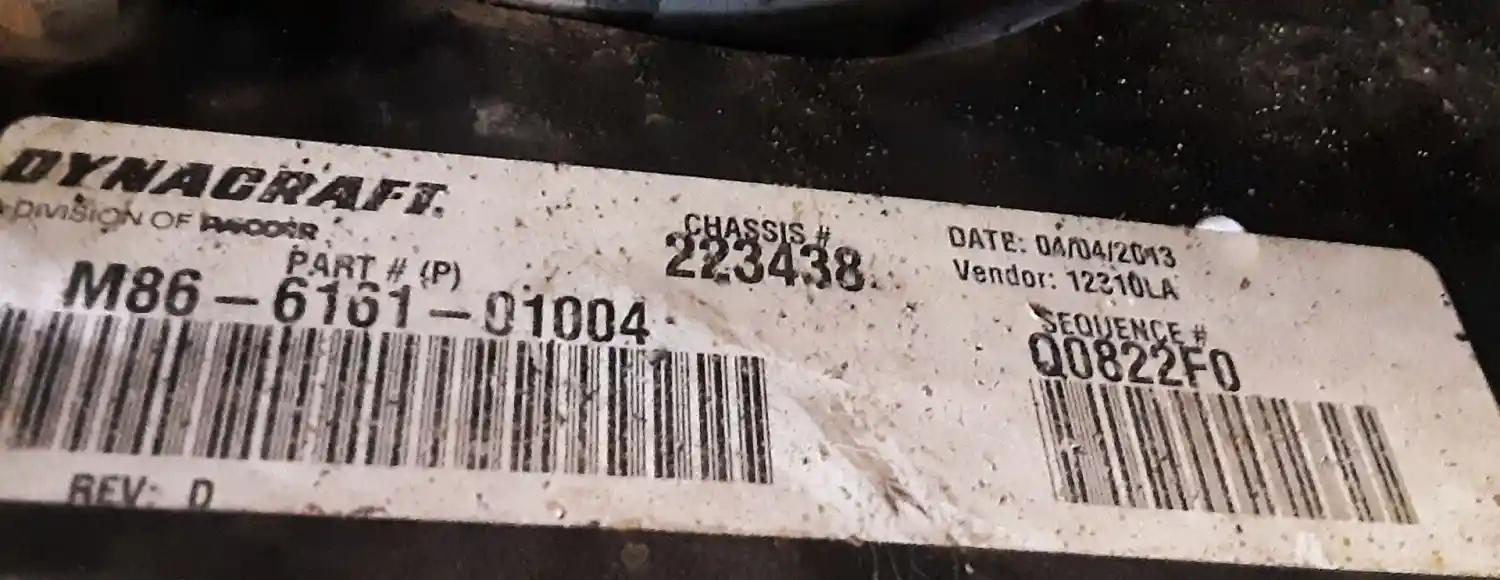 DYNACRAFT
A DIVISION OF PACCAR
PART # (P)
M86-6161-01004
CHASSIS #
223438
DATE: 04/04/2013
Vendor: 12310LA
SEQUENCE #
Q0822F0
REV: D